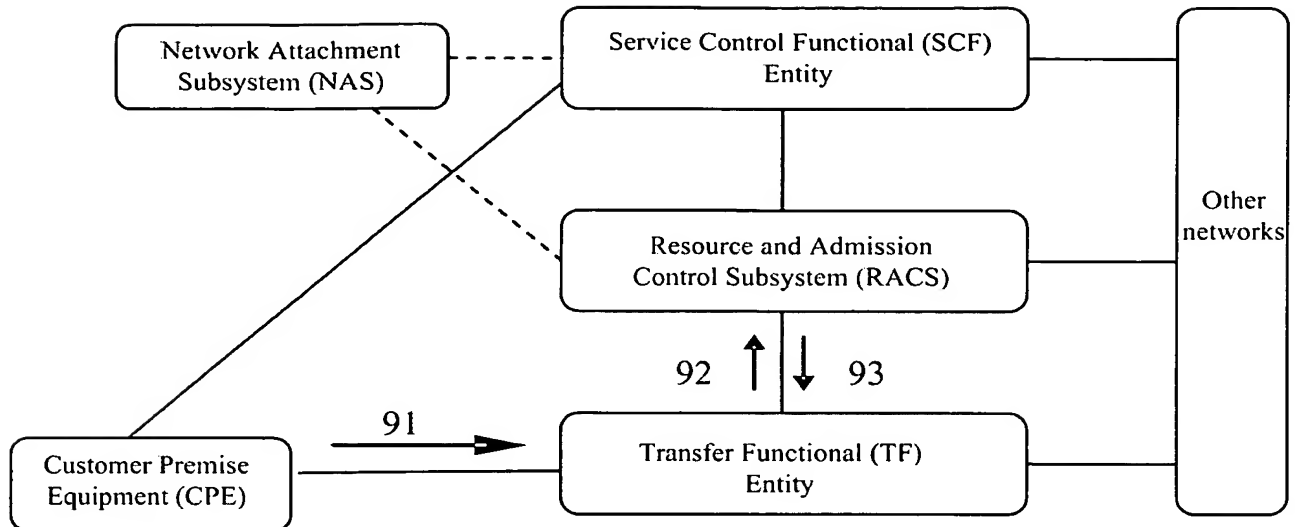 Network Attachment
Subsystem (NAS)
Service Control Functional (SCF)
Entity
Other
networks
Resource and Admission
Control Subsystem (RACS)
92
93
91
Customer Premise
Equipment (CPE)
Transfer Functional (TF)
Entity